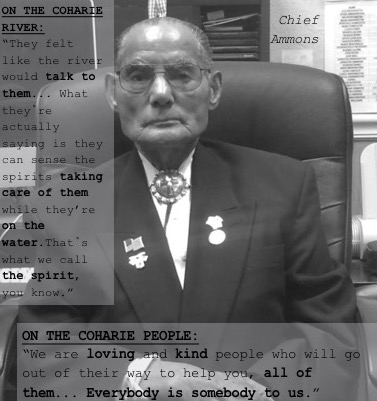 ON THE COHARIE
RIVER:
“They felt
like the river
would talk to
them... What
they’re
actually
saying is they
can sense the
spirits taking
care of them
while they’re
on the
water.That`s
what we call
the spirit,
you know.”
Chief
Ammons
ON THE COHARIE PEOPLE:
“We are loving and kind people who will go
out of their way to help you, all of
them... Everybody is somebody to us.”